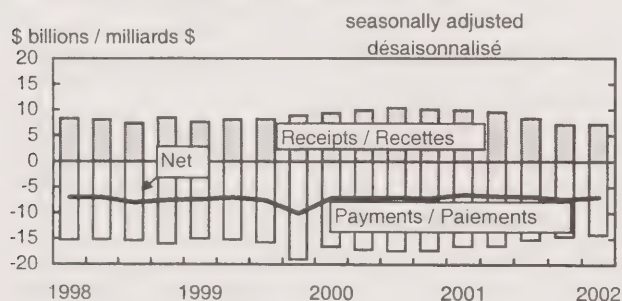 seasonally adjusted
$ billions / milliards $
désaisonnalisé
20
15
10
5
0
-5
-10
-15
-20
Receipts / Recettes
Net
Payments / Paiements
1998 1999 2000 2001 2002